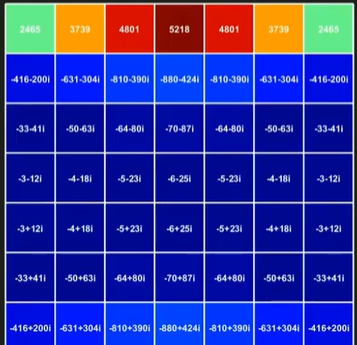 2465 3739 4801 5218 4801 3739 2465
-416-200i -631-304i -810-390i -880-424i -810-390i -631-304i -416-200i
-33-41i -50-63i -64-80i -70-87i -64-80i -50-63i -33-41i
-3-12i -4-18i -5-23i -6-25i -5-23i -4-18i -3-12i
-3+12i -4+18i -5+23i -6+25i -5+23i -4+18i -3+12i
-33+41i -50+63i -64+80i -70+87i -64+80i -50+63i -33+41i
-416+200i -631+304i -810+390i -880+424i -810+390i -631+304i -416+200i